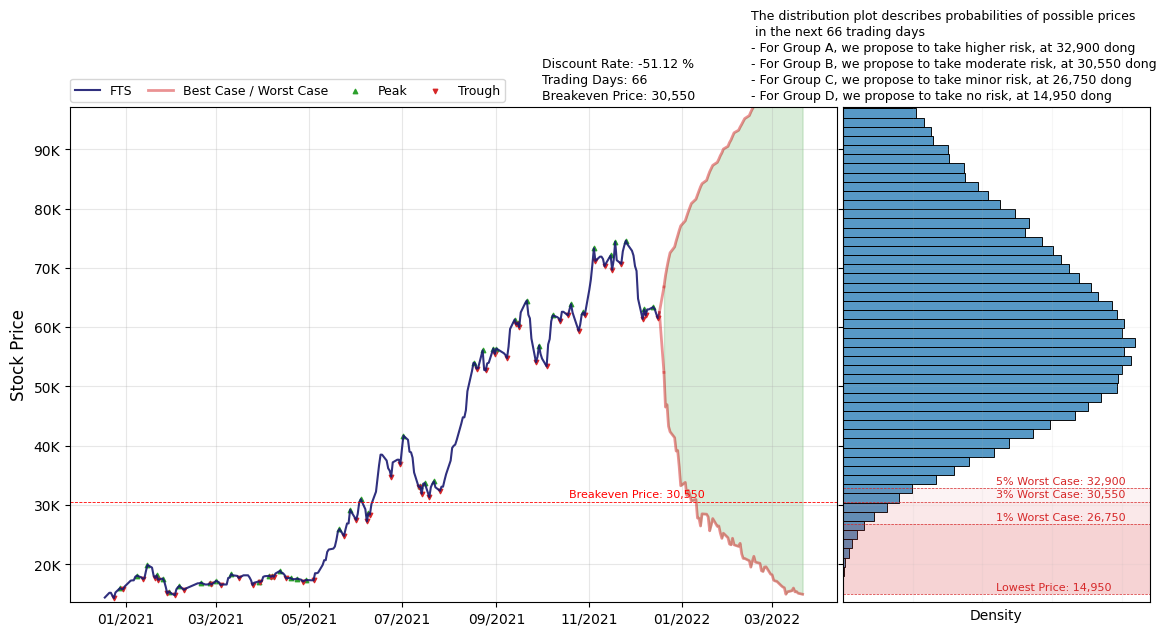 The distribution plot describes probabilities of possible prices
in the next 66 trading days
- For Group A, we propose to take higher risk, at 32,900 dong
- For Group B, we propose to take moderate risk, at 30,550 dong
- For Group C, we propose to take minor risk, at 26,750 dong
- For Group D, we propose to take no risk, at 14,950 dong
Discount Rate: -51.12 %
Trading Days: 66
Breakeven Price: 30,550
FTS Best Case / Worst Case Peak Trough
Stock Price
90K
80K
70K
60K
50K
40K
30K
20K
Breakeven Price: 30,550
5% Worst Case: 32,900
3% Worst Case: 30,550
1% Worst Case: 26,750
Lowest Price: 14,950
01/2021 03/2021 05/2021 07/2021 09/2021 11/2021 01/2022 03/2022
Density